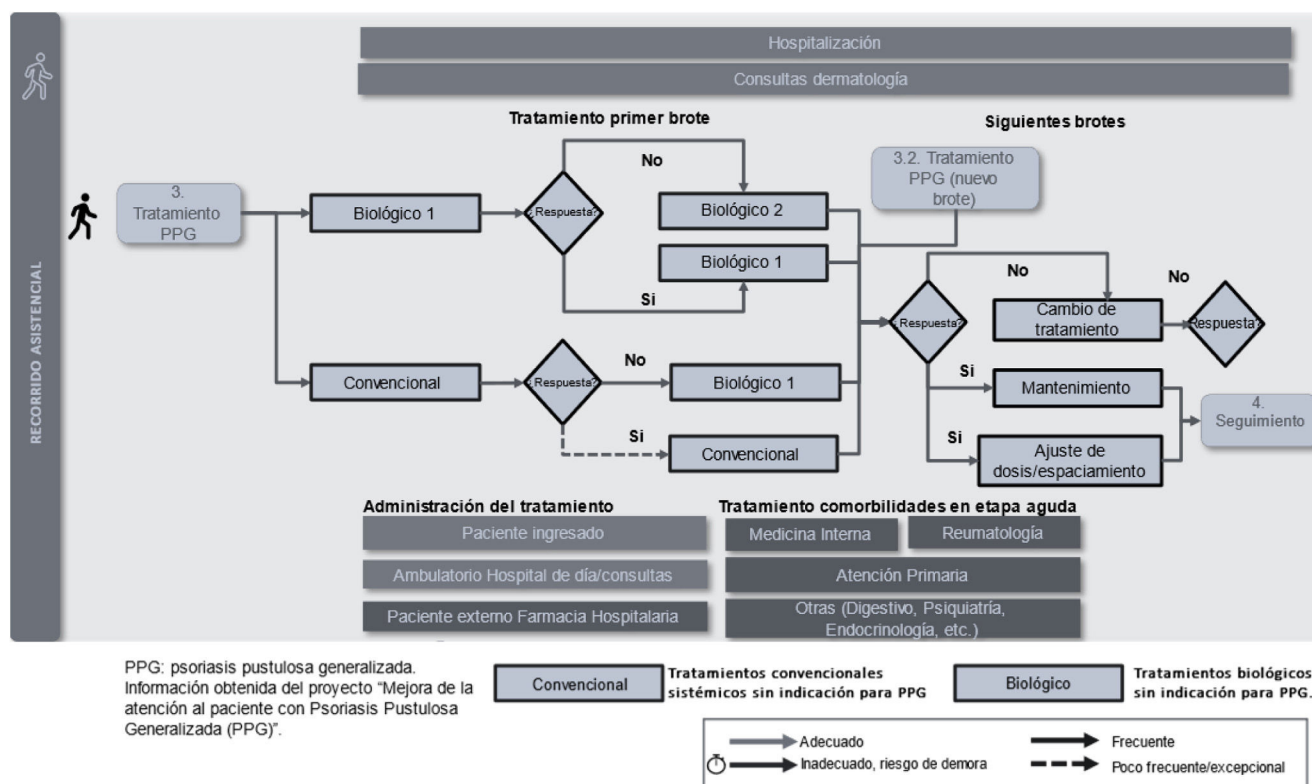 RECORRIDO ASISTENCIAL
Hospitalización
Consultas dermatología
Tratamiento primer brote
Siguientes brotes
3.
Tratamiento
PPG
Biológico 1
¿Respuesta?
No
Si
Biológico 2
Biológico 1
3.2. Tratamiento
PPG (nuevo
brote)
Convencional
¿Respuesta?
No
Si
Biológico 1
Convencional
¿Respuesta?
No
Si
Si
Cambio de
tratamiento
No
Respuesta?
Mantenimiento
Ajuste de
dosis/espaciamiento
4.
Seguimiento
Administración del tratamiento
Paciente ingresado
Ambulatorio Hospital de día/consultas
Paciente externo Farmacia Hospitalaria
Tratamiento comorbilidades en etapa aguda
Medicina Interna
Reumatología
Atención Primaria
Otras (Digestivo, Psiquiatría,
Endocrinología, etc.)
PPG: psoriasis pustulosa generalizada.
Información obtenida del proyecto “Mejora de la
atención al paciente con Psoriasis Pustulosa
Generalizada (PPG)”.
Convencional
Tratamientos convencionales
sistémicos sin indicación para PPG
Biológico
Tratamientos biológicos
sin indicación para PPG.
Adecuado
Inadecuado, riesgo de demora
Frecuente
Poco frecuente/excepcional